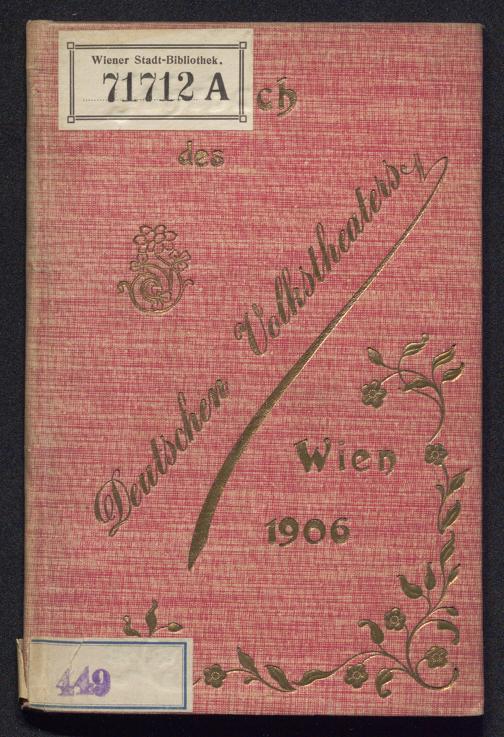 Wiener Stadt-Bibliothek.
71712 A
ch
des
Deutschen Volkstheaters
Wien
1906
449